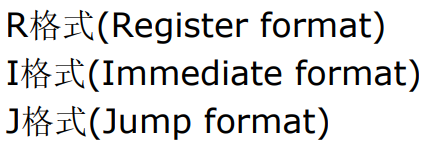 R格式(Register format)
I格式(Immediate format)
J格式(Jump format)